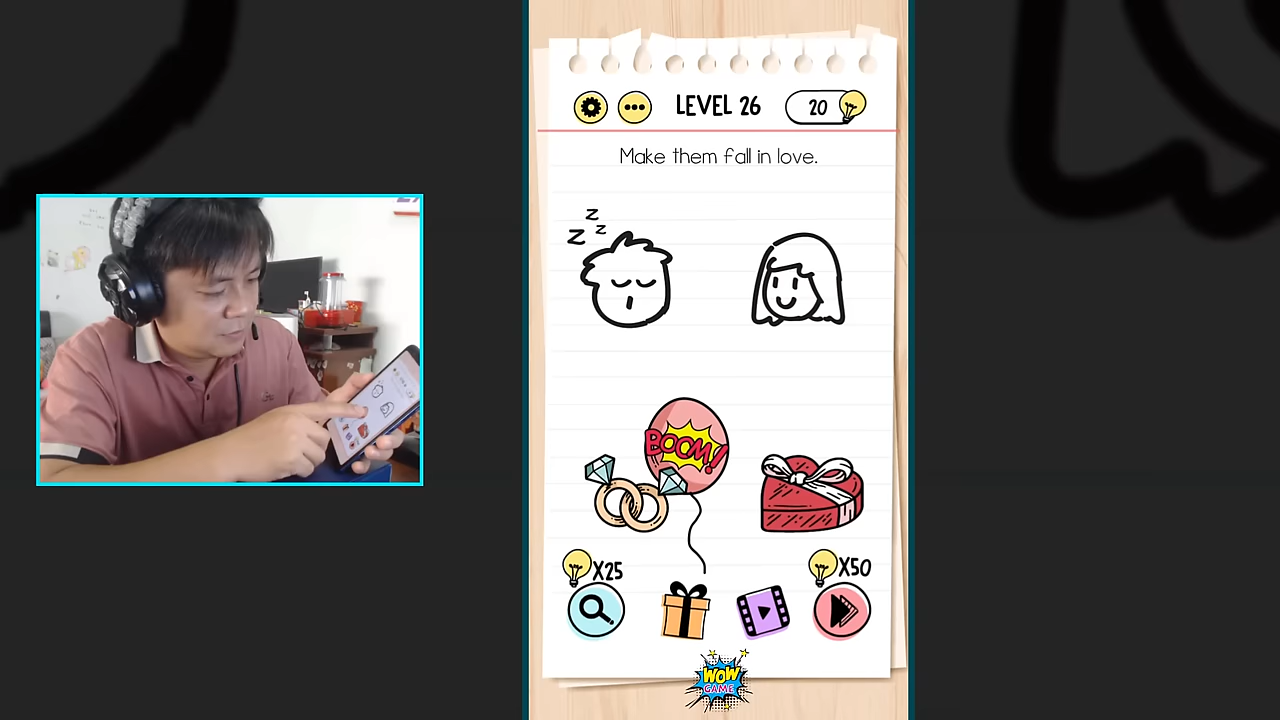 LEVEL 26
20
Make them fall in love.
z
z
z
BOOM!
X25
X50
WOW
GAME